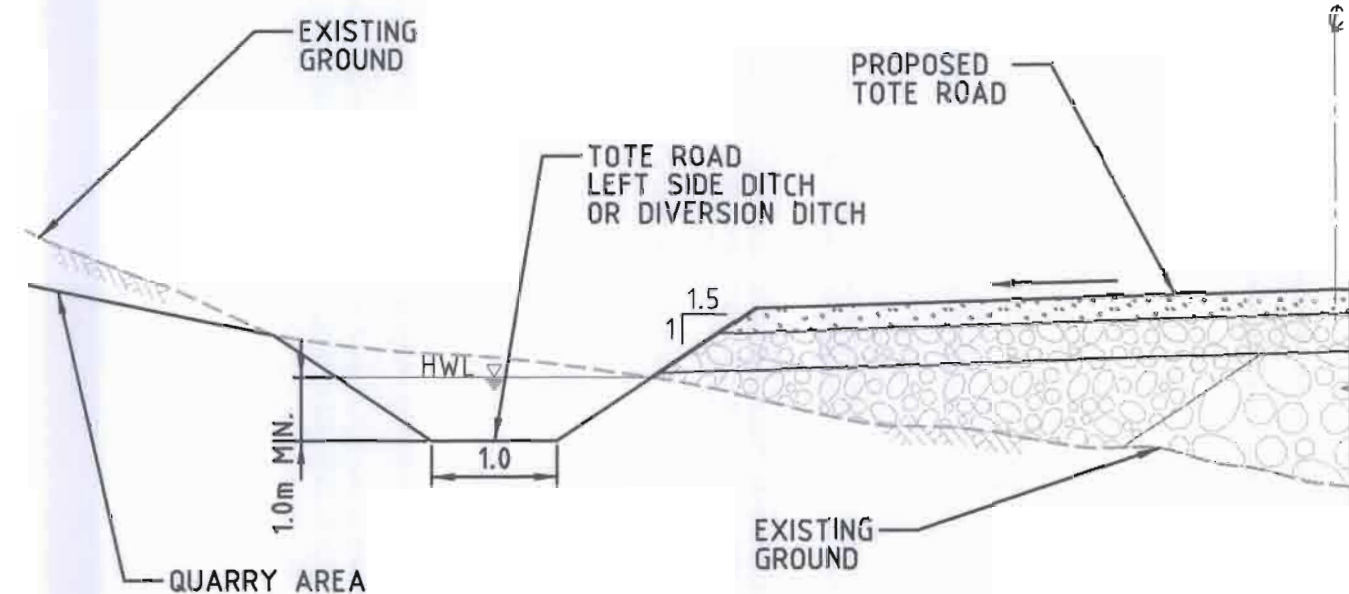 EXISTING
GROUND
PROPOSED
TOTE ROAD
TOTE ROAD
LEFT SIDE DITCH
OR DIVERSION DITCH
1.5
1
HWL
1.0m MIN.
1.0
EXISTING
GROUND
QUARRY AREA